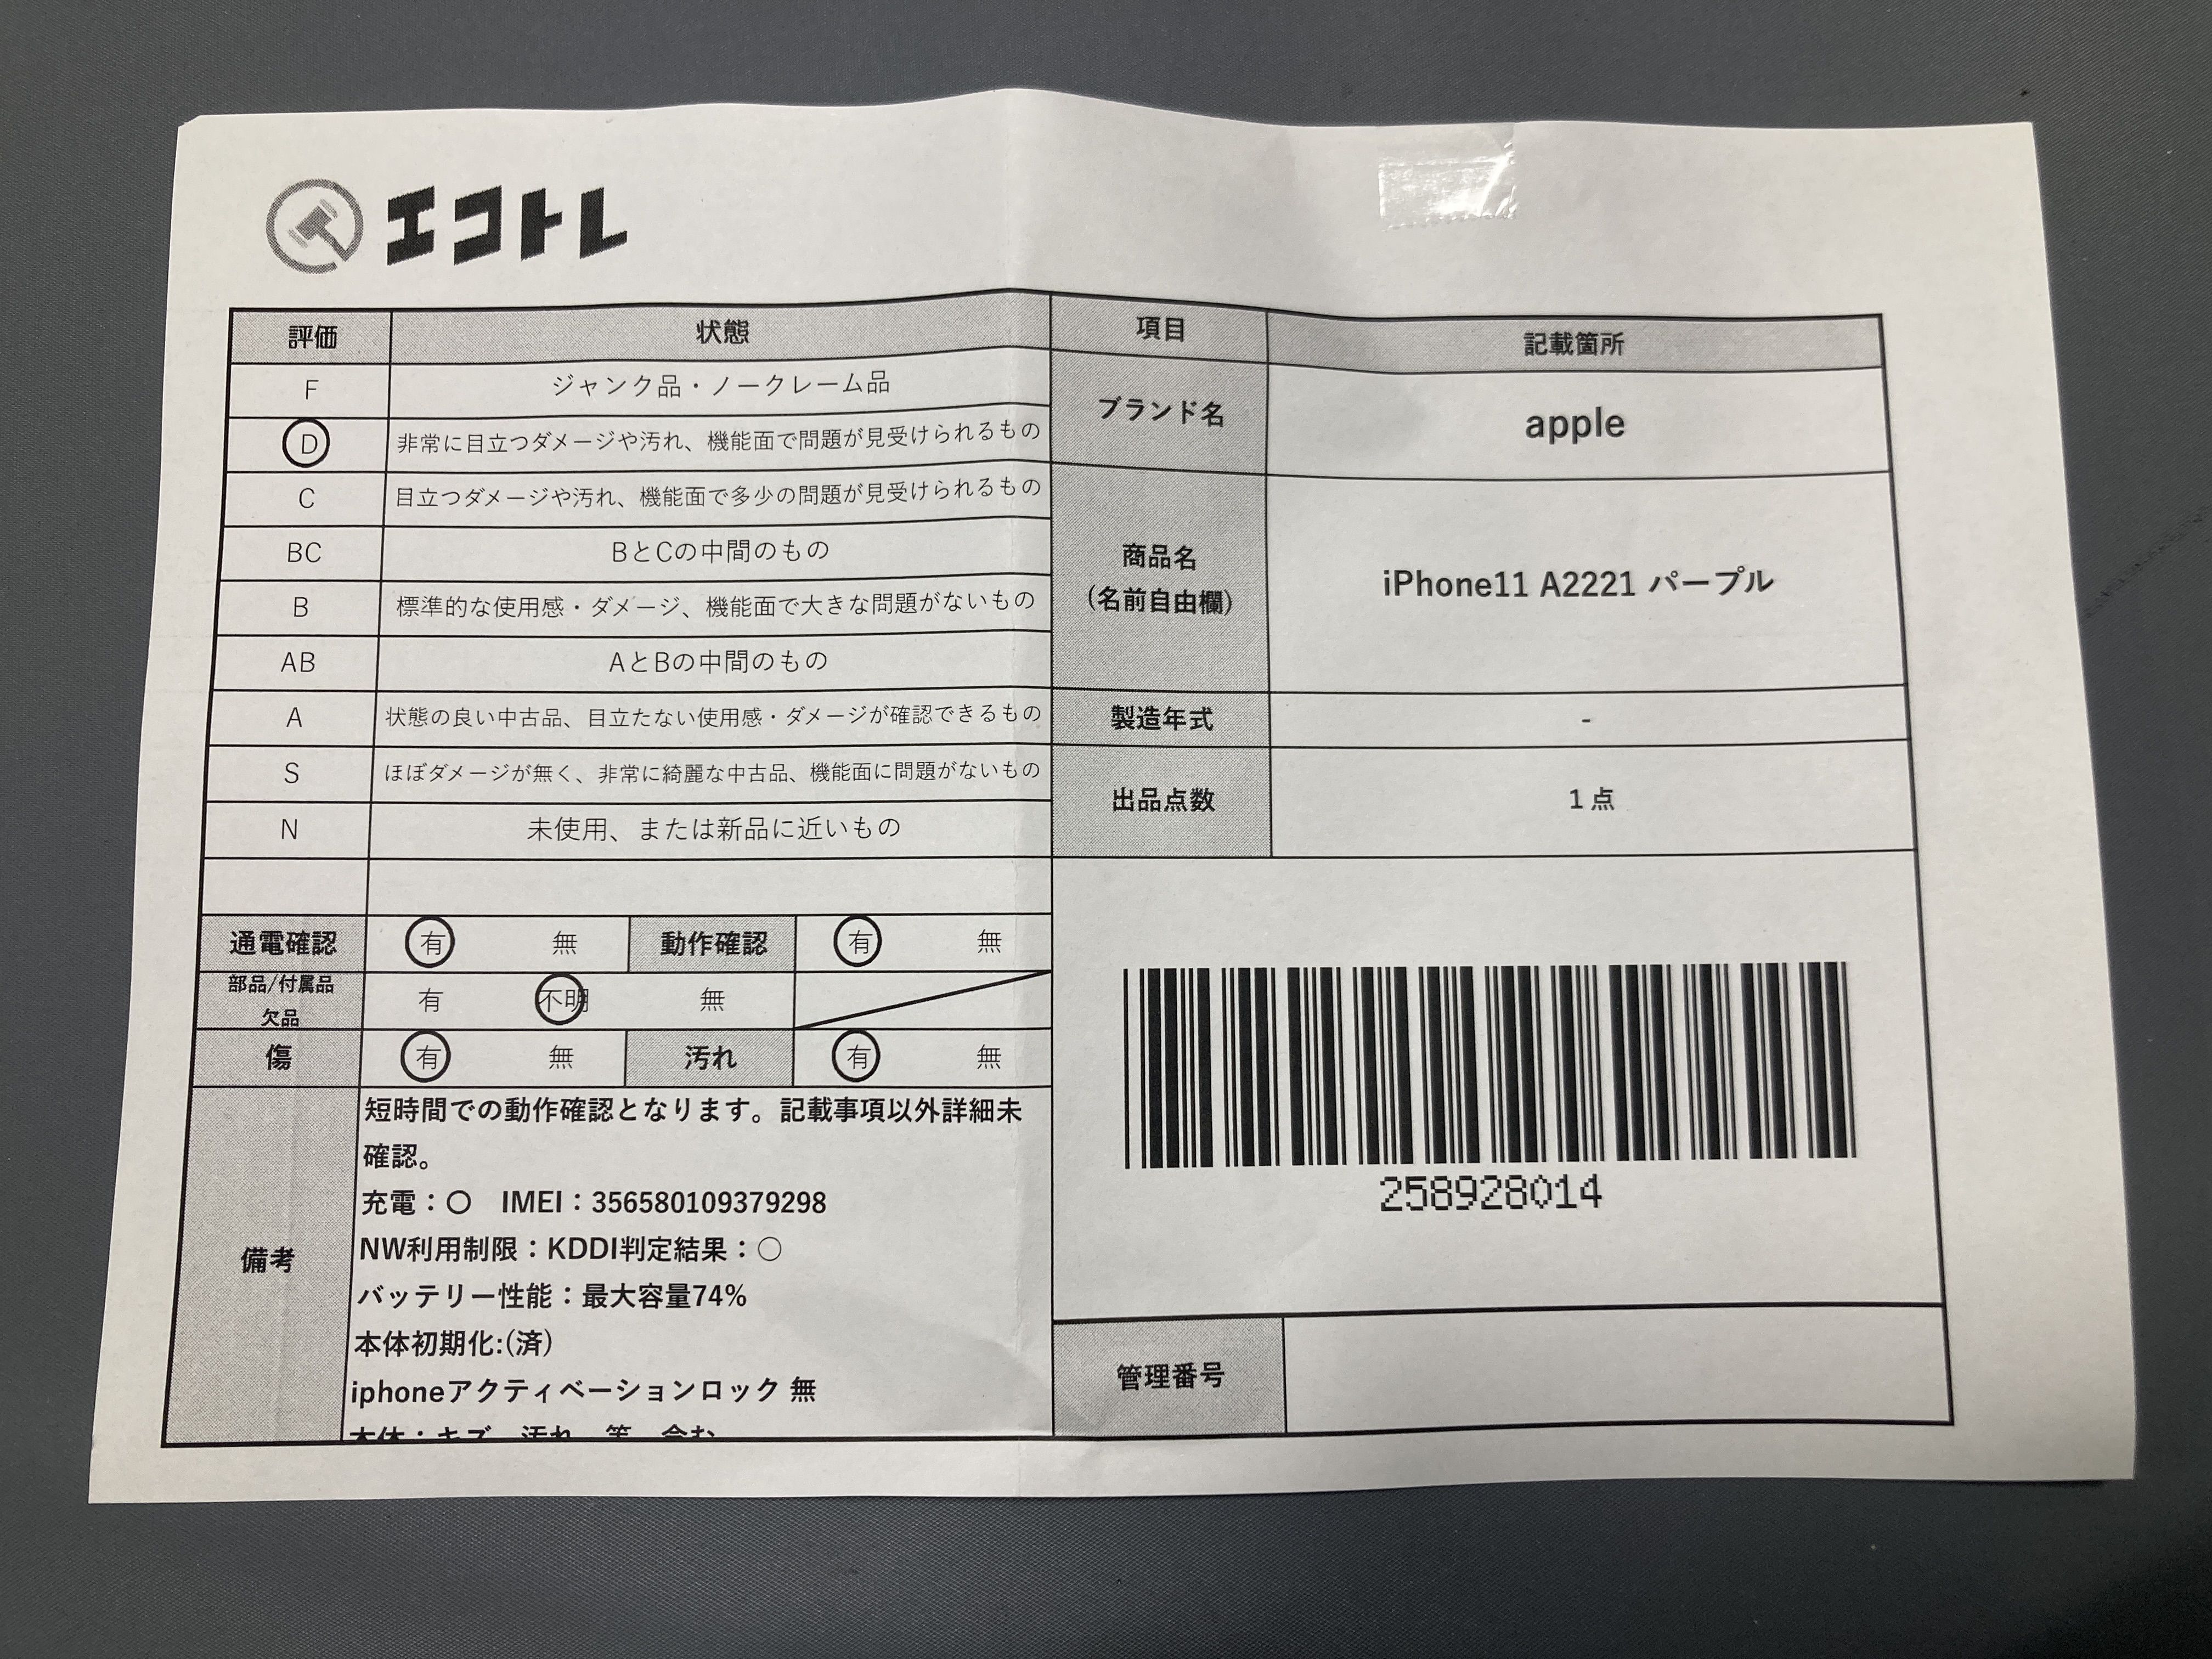 エコトレ
評価 状態
F ジャンク品・ノークレーム品
D 非常に目立つダメージや汚れ、機能面で問題が見受けられるもの
C 目立つダメージや汚れ、機能面で多少の問題が見受けられるもの
BC BとCの中間のもの
B 標準的な使用感・ダメージ、機能面で大きな問題がないもの
AB AとBの中間のもの
A 状態の良い中古品、目立たない使用感・ダメージが確認できるもの
S ほぼダメージが無く、非常に綺麗な中古品、機能面に問題がないもの
N 未使用、または新品に近いもの
通電確認 有 無 動作確認 有 無
部品/付属品
欠品 有 不明 無
傷 有 無 汚れ 有 無
備考
短時間での動作確認となります。記載事項以外詳細未
確認。
充電：〇 IMEI：356580109379298
NW利用制限：KDDI判定結果：○
バッテリー性能：最大容量74%
本体初期化:(済)
iphoneアクティベーションロック 無
本体：キズ、汚れ、等、含む
項目 記載箇所
ブランド名 apple
商品名
(名前自由欄) iPhone11 A2221 パープル
製造年式 -
出品点数 1 点
258928014
管理番号